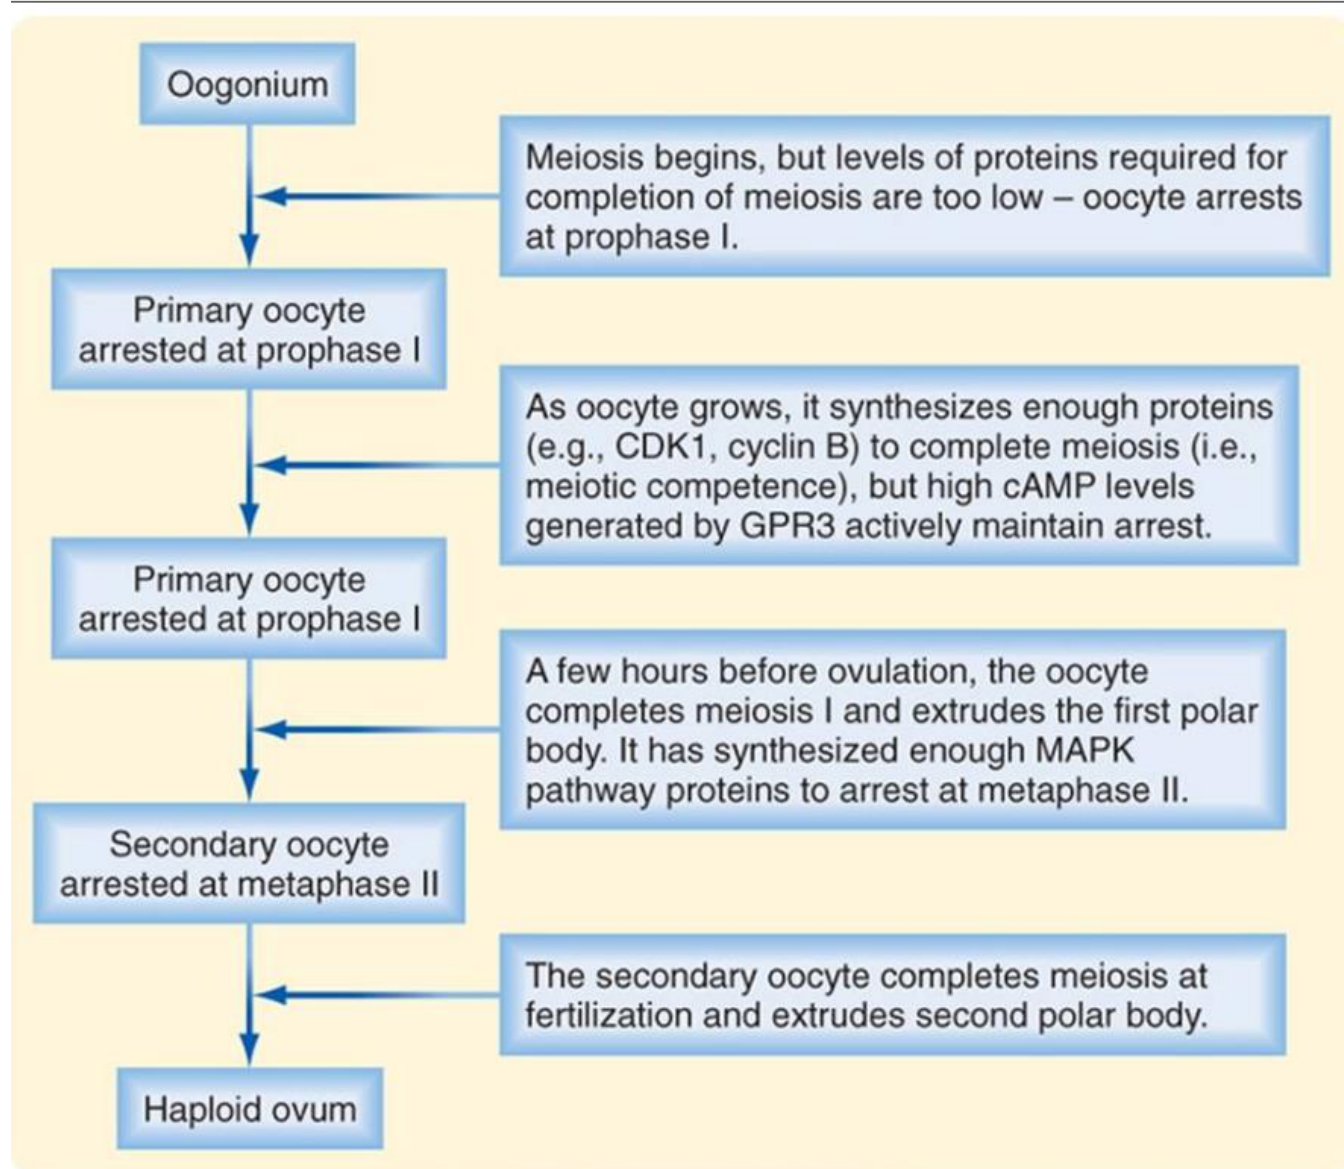 Oogonium
Meiosis begins, but levels of proteins required for
completion of meiosis are too low – oocyte arrests
at prophase I.
Primary oocyte
arrested at prophase I
As oocyte grows, it synthesizes enough proteins
(e.g., CDK1, cyclin B) to complete meiosis (i.e.,
meiotic competence), but high cAMP levels
generated by GPR3 actively maintain arrest.
Primary oocyte
arrested at prophase I
A few hours before ovulation, the oocyte
completes meiosis I and extrudes the first polar
body. It has synthesized enough MAPK
pathway proteins to arrest at metaphase II.
Secondary oocyte
arrested at metaphase II
The secondary oocyte completes meiosis at
fertilization and extrudes second polar body.
Haploid ovum